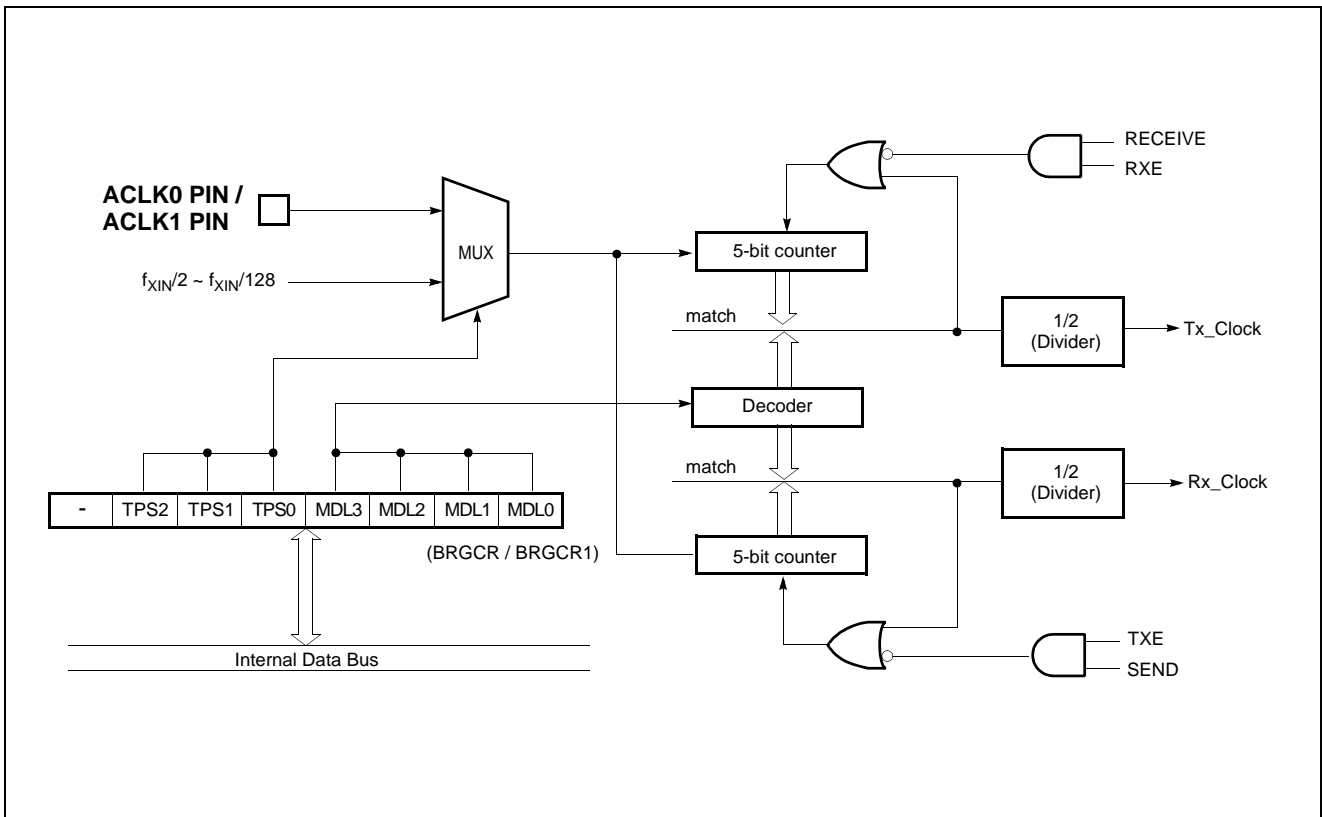 RECEIVE
RXE
ACLK0 PIN /
ACLK1 PIN
MUX
5-bit counter
fXIN/2 ~ fXIN/128
match
1/2
(Divider)
Tx_Clock
Decoder
match
1/2
(Divider)
Rx_Clock
- TPS2 TPS1 TPS0 MDL3 MDL2 MDL1 MDL0
(BRGCR / BRGCR1)
5-bit counter
TXE
SEND
Internal Data Bus